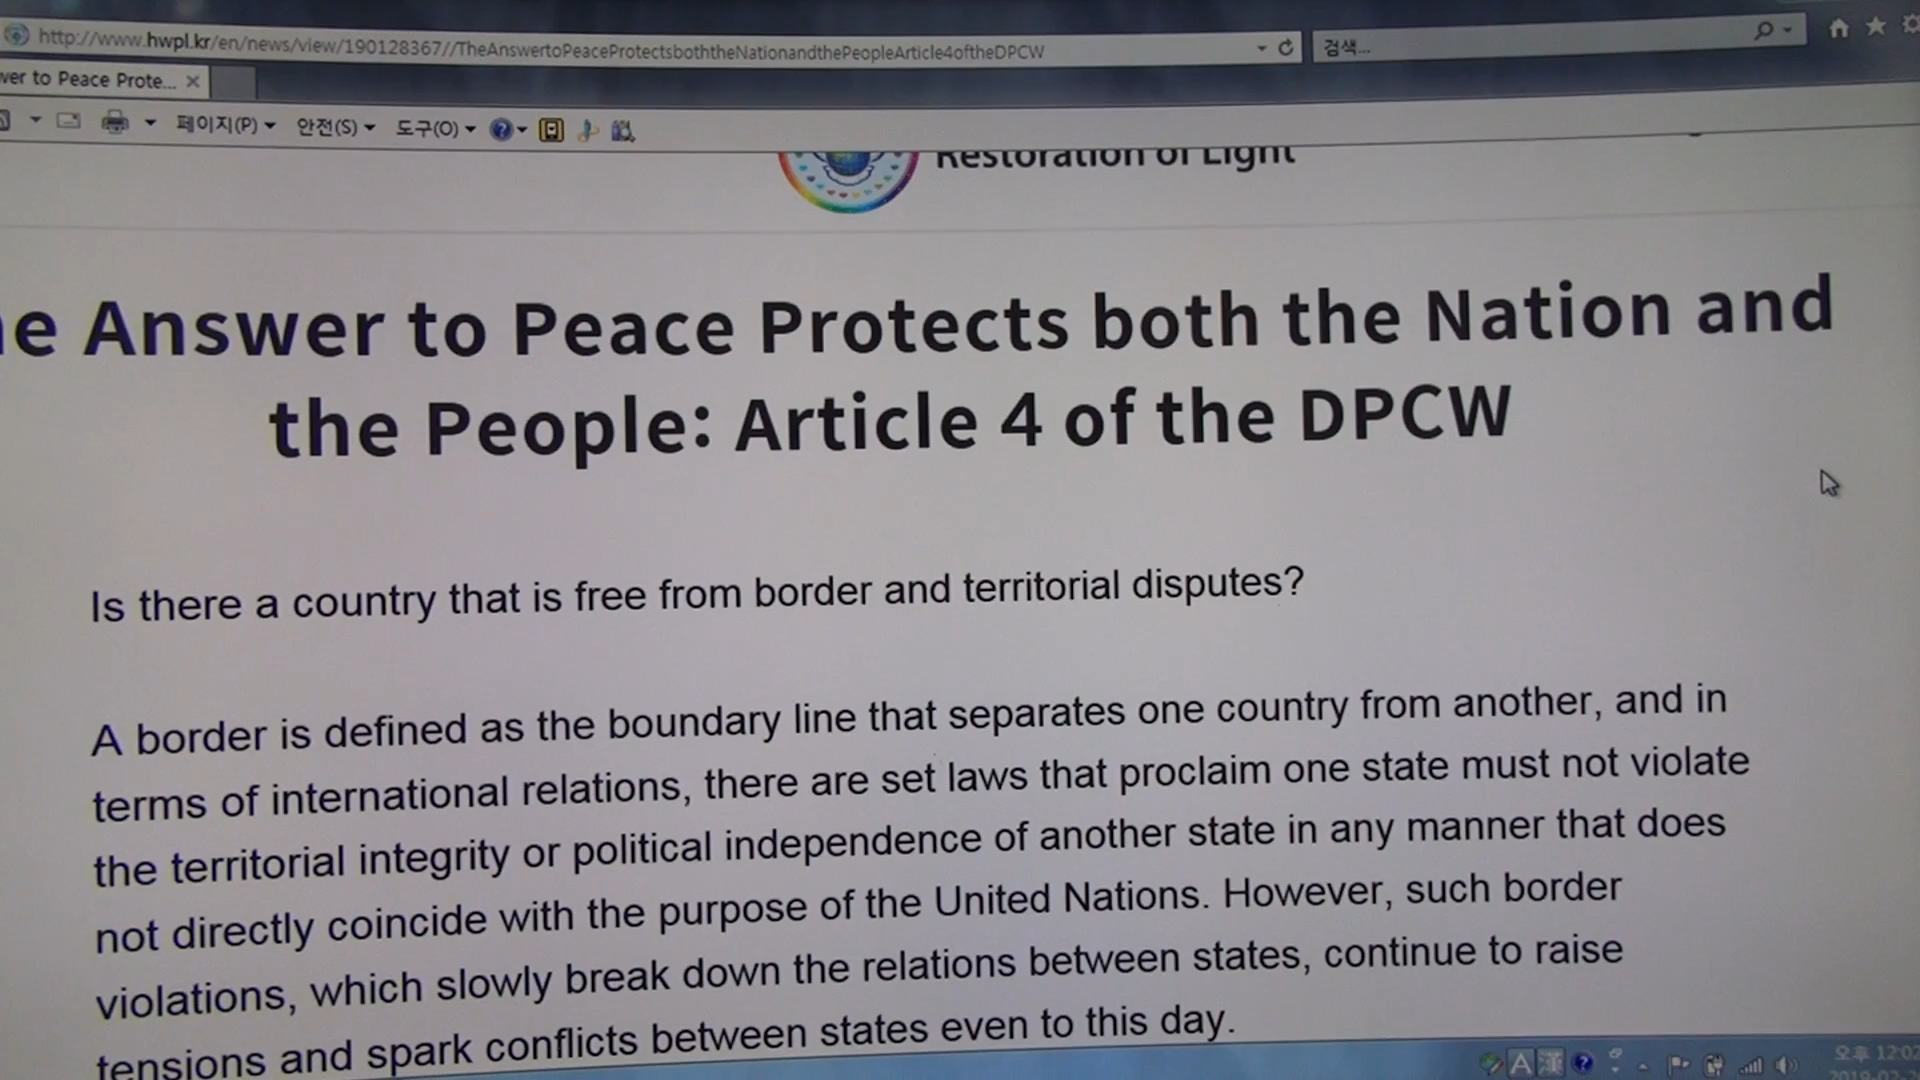 http://www.hwpl.kr/en/news/view/190128367//TheAnswertoPeaceProtectsboththeNationandthePeopleArticle4oftheDPCW
검색...
to Peace Prote...
페이지(P) 안전(S) 도구(O)
Restoration of Light
Answer to Peace Protects both the Nation and
the People: Article 4 of the DPCW
Is there a country that is free from border and territorial disputes?
A border is defined as the boundary line that separates one country from another, and in
terms of international relations, there are set laws that proclaim one state must not violate
the territorial integrity or political independence of another state in any manner that does
not directly coincide with the purpose of the United Nations. However, such border
violations, which slowly break down the relations between states, continue to raise
tensions and spark conflicts between states even to this day.
A 漢
오후 12:02